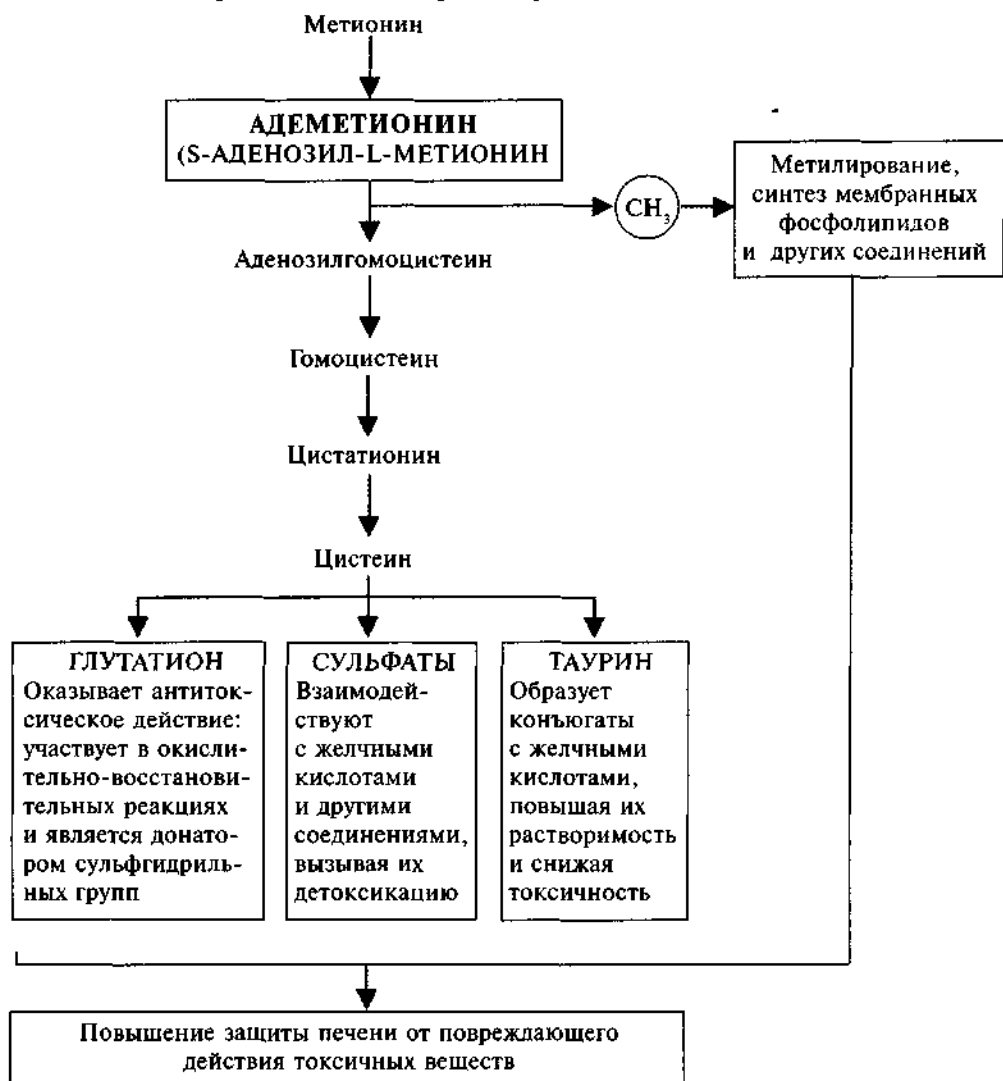 Метионин
АДЕМЕТИОНИН
(S-АДЕНОЗИЛ-L-МЕТИОНИН
CH₃
Метилирование,
синтез мембранных
фосфолипидов
и других соединений
Аденозилгомоцистеин
Гомоцистеин
Цистатионин
Цистеин
ГЛУТАТИОН
Оказывает антиток-
сическое действие:
участвует в окисли-
тельно-восстанови-
тельных реакциях
и является донато-
ром сульфгидриль-
ных групп
СУЛЬФАТЫ
Взаимодей-
ствуют
с желчными
кислотами
и другими
соединениями,
вызывая их
детоксикацию
ТАУРИН
Образует
конъюгаты
с желчными
кислотами,
повышая их
растворимость
и снижая
токсичность
Повышение защиты печени от повреждающего
действия токсичных веществ